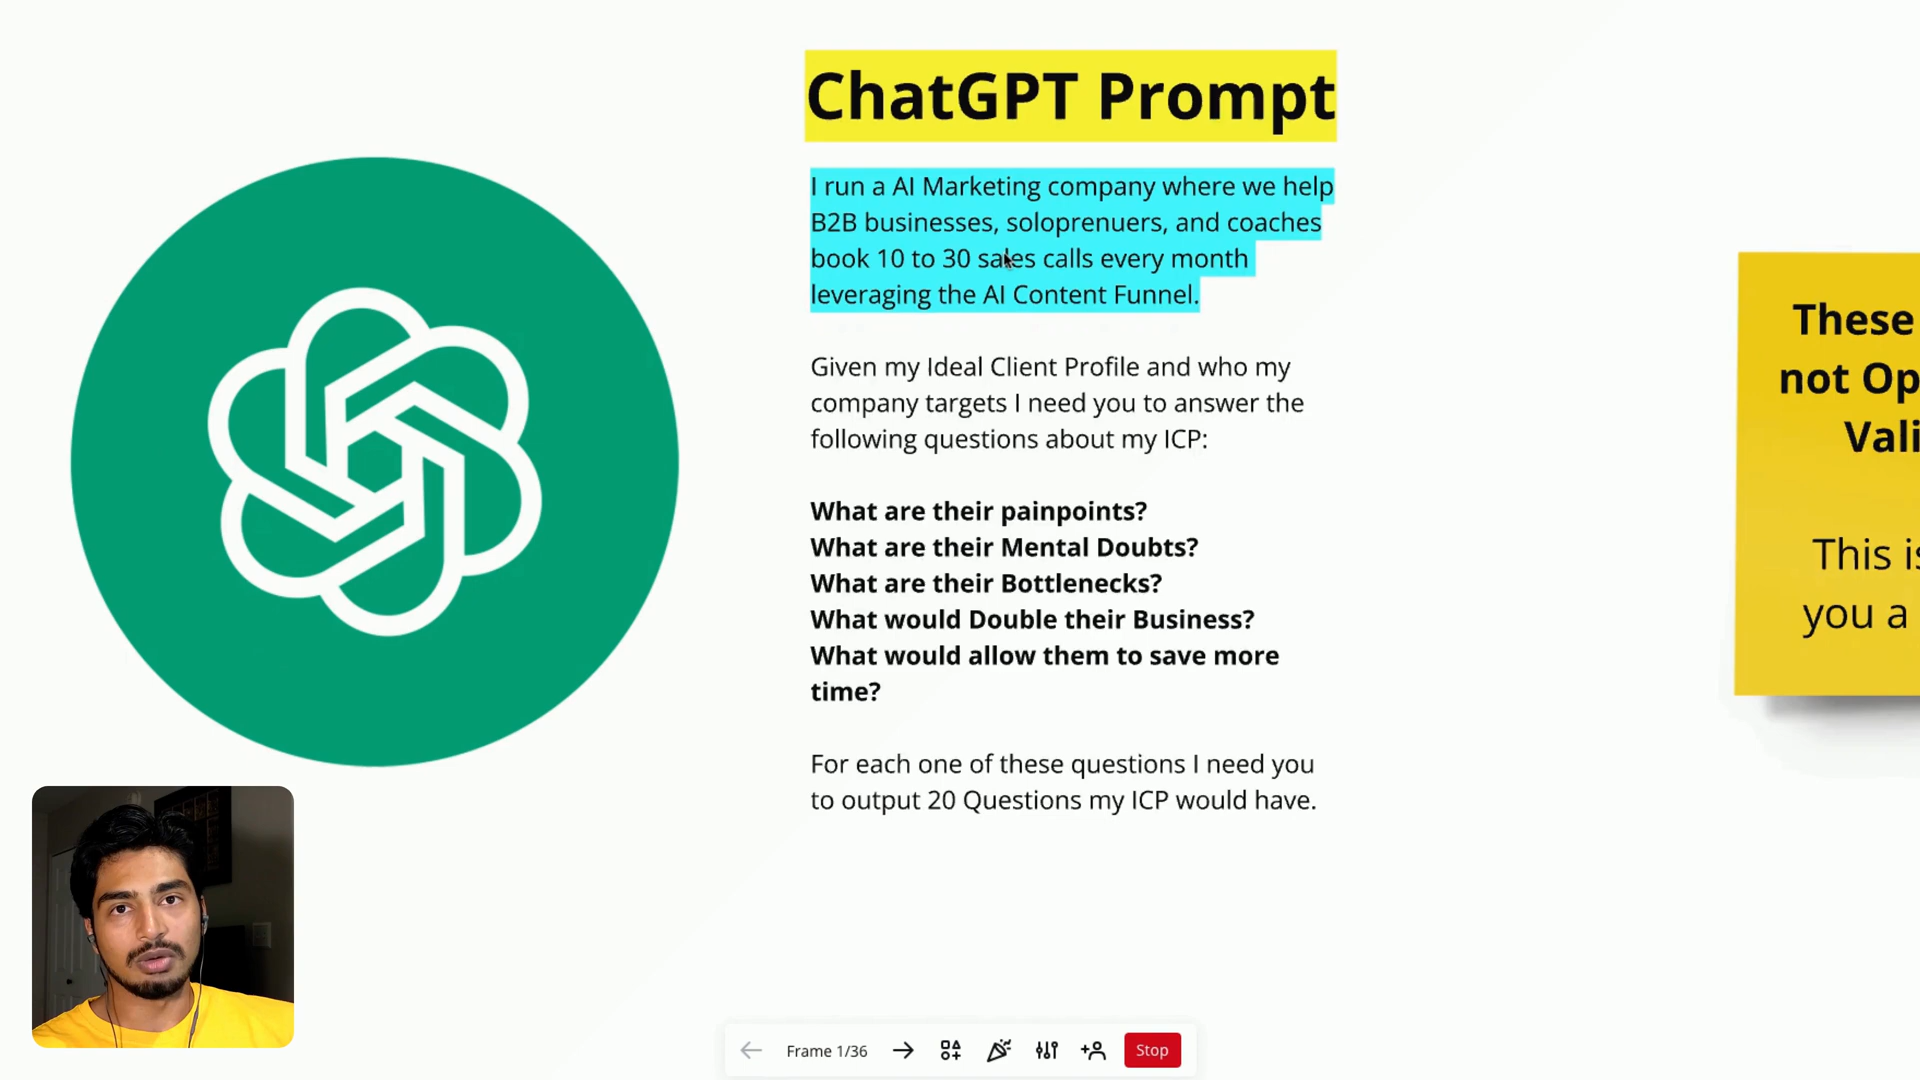 ChatGPT Prompt
I run a AI Marketing company where we help
B2B businesses, soloprenuers, and coaches
book 10 to 30 sales calls every month
leveraging the AI Content Funnel.
Given my Ideal Client Profile and who my
company targets I need you to answer the
following questions about my ICP:
What are their painpoints?
What are their Mental Doubts?
What are their Bottlenecks?
What would Double their Business?
What would allow them to save more
time?
For each one of these questions I need you
to output 20 Questions my ICP would have.
These
not Op
Vali
This is
you a
Frame 1/36
Stop